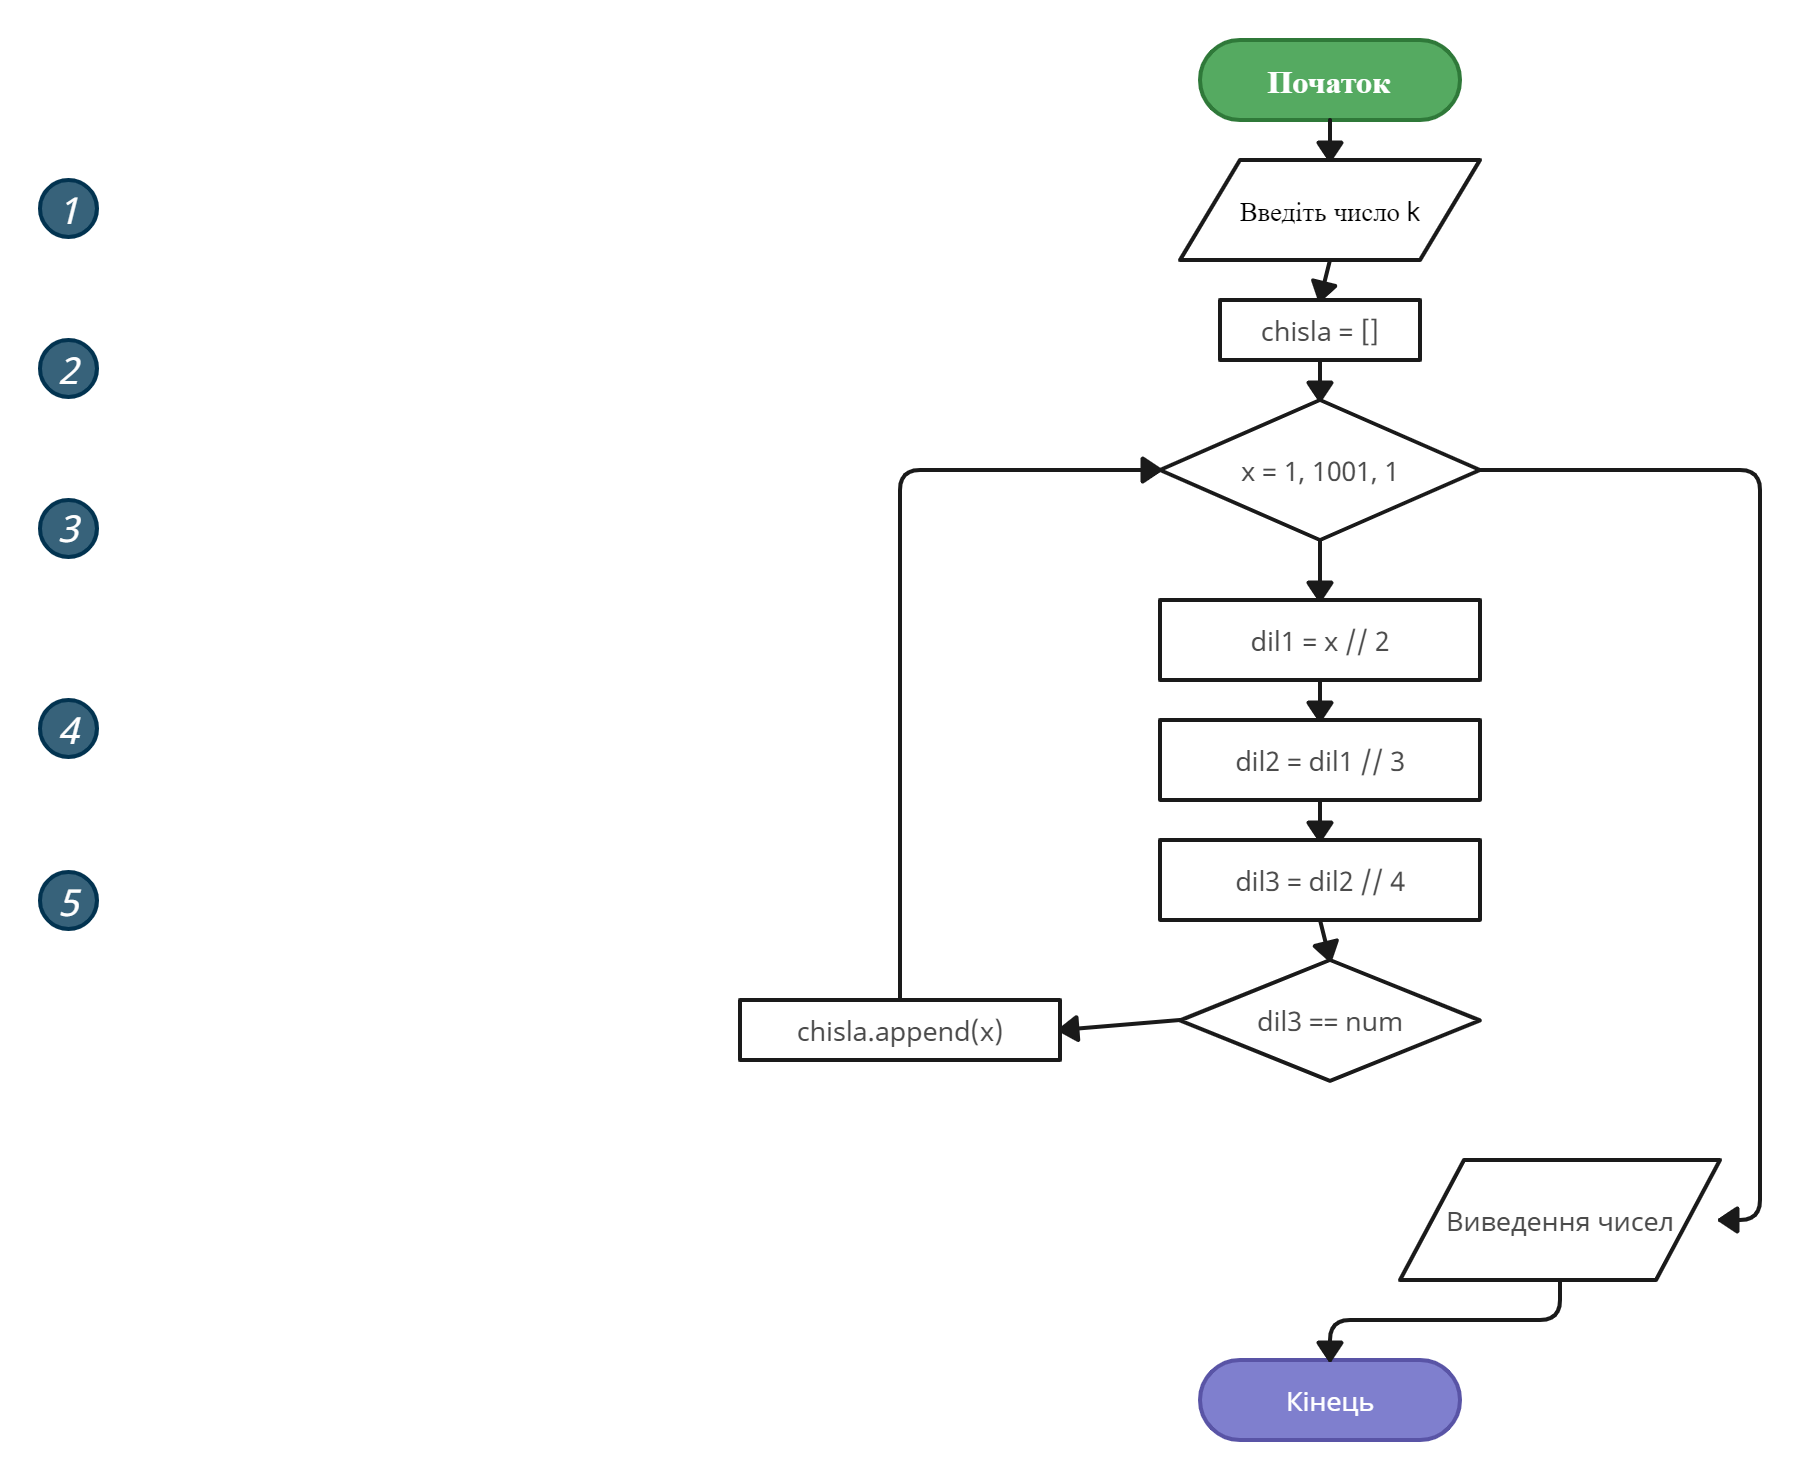 Початок
1
Введіть число k
chisla = []
2
x = 1, 1001, 1
3
dil1 = x // 2
4
dil2 = dil1 // 3
dil3 = dil2 // 4
5
dil3 == num
chisla.append(x)
Виведення чисел
Кінець